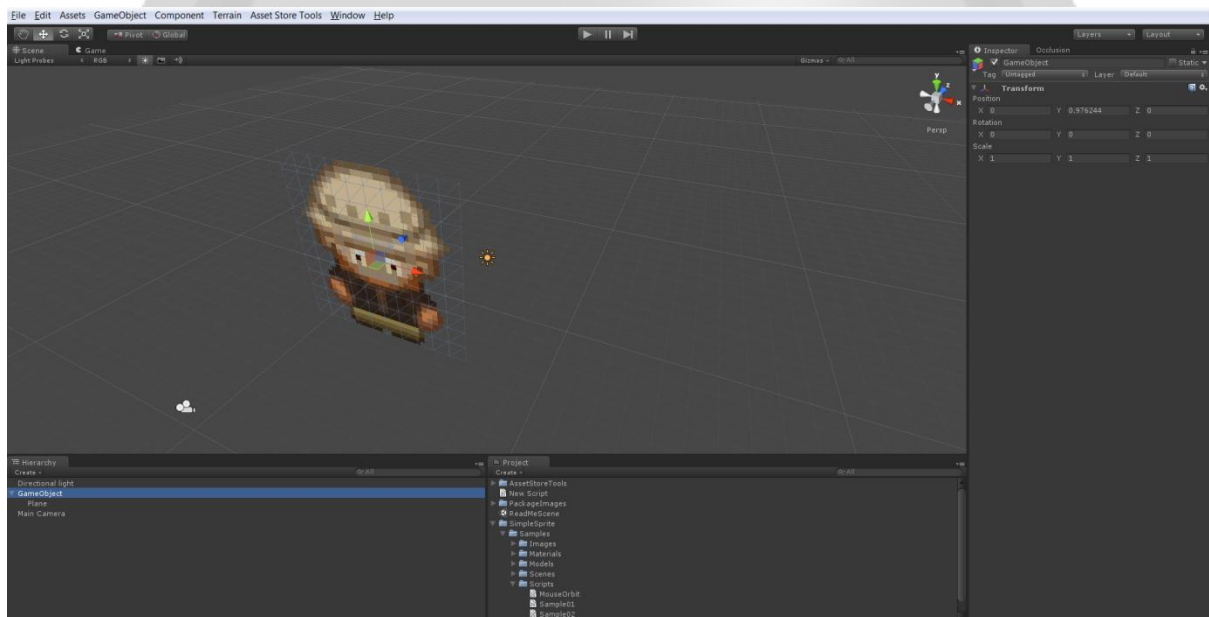 File Edit Assets GameObject Component Terrain Asset Store Tools Window Help
Pivot Global Layers Layout
Scene Game
Light Probes RGB Gizmos All
Inspector Occlusion
GameObject Static
Tag Untagged Layer Default
Transform
Position
X 0 Y 0.976244 Z 0
Rotation
X 0 Y 0 Z 0
Scale
X 1 Y 1 Z 1
y
z
x
Persp
Hierarchy
Create All
Directional light
GameObject
Plane
Main Camera
Project
Create All
AssetStoreTools
New Script
PackageImages
ReadMeScene
SimpleSprite
Samples
Images
Materials
Models
Scenes
Scripts
MouseOrbit
Sample01
Sample02